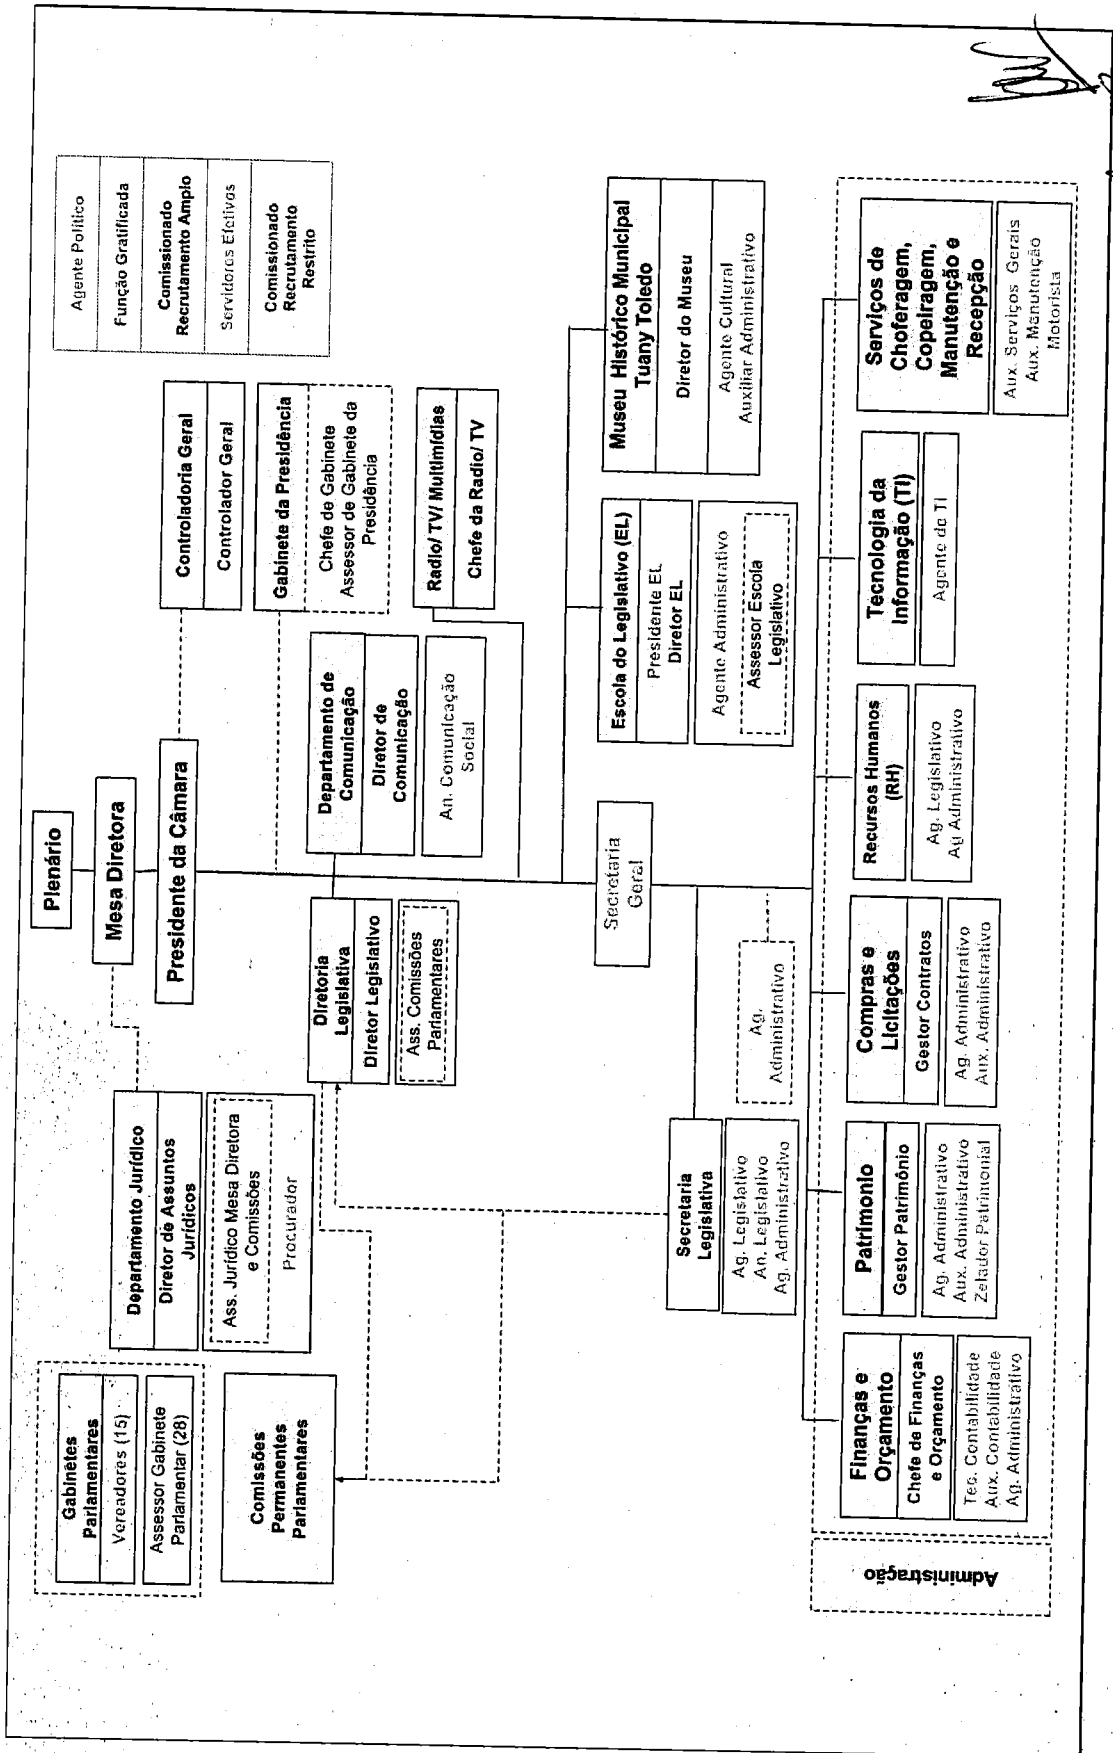 Plenário
Mesa Diretora
Presidente da Câmara
Agente Político
Função Gratificada
Comissionado
Recrutamento Amplo
Servidores Efetivos
Comissionado
Recrutamento
Restrito
Gabinetes
Parlamentares
Vereadores (15)
Assessor Gabinete
Parlamentar (28)
Departamento Jurídico
Diretor de Assuntos
Jurídicos
Ass. Jurídico Mesa Diretora
e Comissões
Procurador
Controladoria Geral
Controlador Geral
Gabinete da Presidência
Chefe de Gabinete
Assessor de Gabinete da
Presidência
Comissões
Permanentes
Parlamentares
Diretoria
Legislativa
Diretor Legislativo
Ass. Comissões
Parlamentares
Departamento de
Comunicação
Diretor de
Comunicação
An. Comunicação
Social
Radio/ TV/ Multimídias
Chefe da Radio/ TV
Secretaria
Geral
Escola do Legislativo (EL)
Presidente EL
Diretor EL
Agente Administrativo
Assessor Escola
Legislativo
Museu Histórico Municipal
Tuany Toledo
Diretor do Museu
Agente Cultural
Auxiliar Administrativo
Secretaria
Legislativa
Ag. Legislativo
An. Legislativo
Ag. Administrativo
Ag.
Administrativo
Administração
Finanças e
Orçamento
Chefe de Finanças
e Orçamento
Tec. Contabilidade
Aux. Contabilidade
Ag. Administrativo
Patrímonio
Gestor Patrimônio
Ag. Administrativo
Aux. Administrativo
Zelador Patrimonial
Compras e
Licitações
Gestor Contratos
Ag. Administrativo
Aux. Administrativo
Recursos Humanos
(RH)
Ag. Legislativo
Ag Administrativo
Tecnologia da
Informação (TI)
Agente de TI
Serviços de
Choferagem,
Copeiragem,
Manutenção e
Recepção
Aux. Serviços Gerais
Aux. Manutenção
Motorista